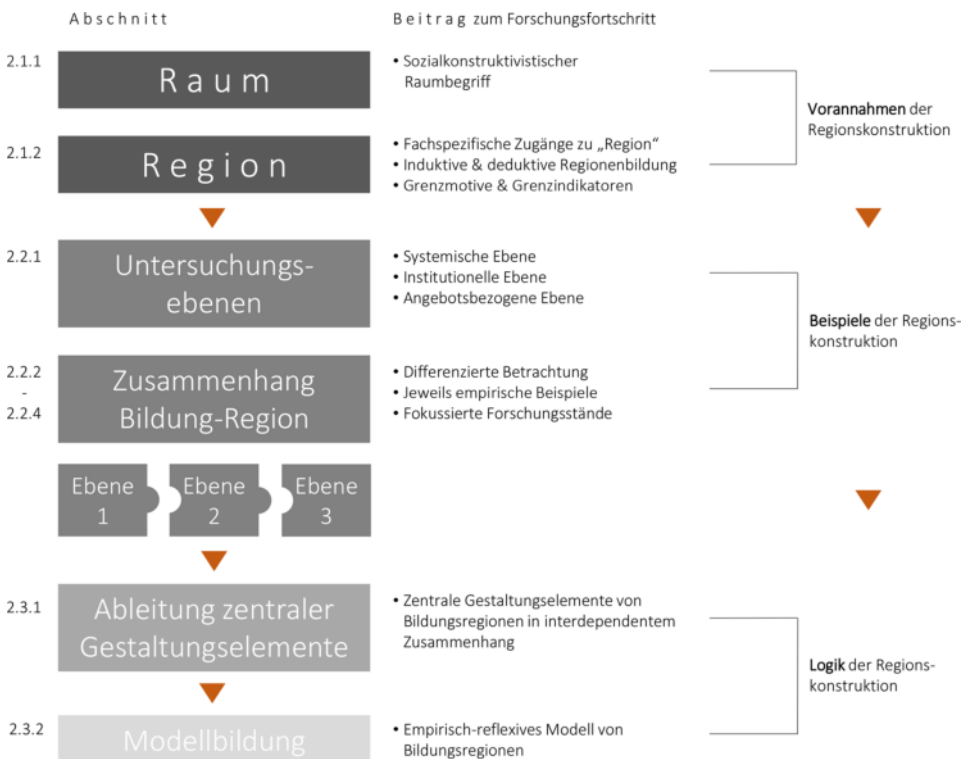 Abschnitt
Beitrag zum Forschungsfortschritt
2.1.1
Raum
• Sozialkonstruktivistischer
Raumbegriff
Vorannahmen der
Regionskonstruktion
2.1.2
Region
• Fachspezifische Zugänge zu „Region“
• Induktive & deduktive Regionenbildung
• Grenzmotive & Grenzindikatoren
2.2.1
Untersuchungs-
ebenen
• Systemische Ebene
• Institutionelle Ebene
• Angebotsbezogene Ebene
Beispiele der Regions-
konstruktion
2.2.2
-
2.2.4
Zusammenhang
Bildung-Region
• Differenzierte Betrachtung
• Jeweils empirische Beispiele
• Fokussierte Forschungsstände
Ebene
1
Ebene
2
Ebene
3
2.3.1
Ableitung zentraler
Gestaltungselemente
• Zentrale Gestaltungselemente von
Bildungsregionen in interdependentem
Zusammenhang
Logik der Regions-
konstruktion
2.3.2
Modellbildung
• Empirisch-reflexives Modell von
Bildungsregionen